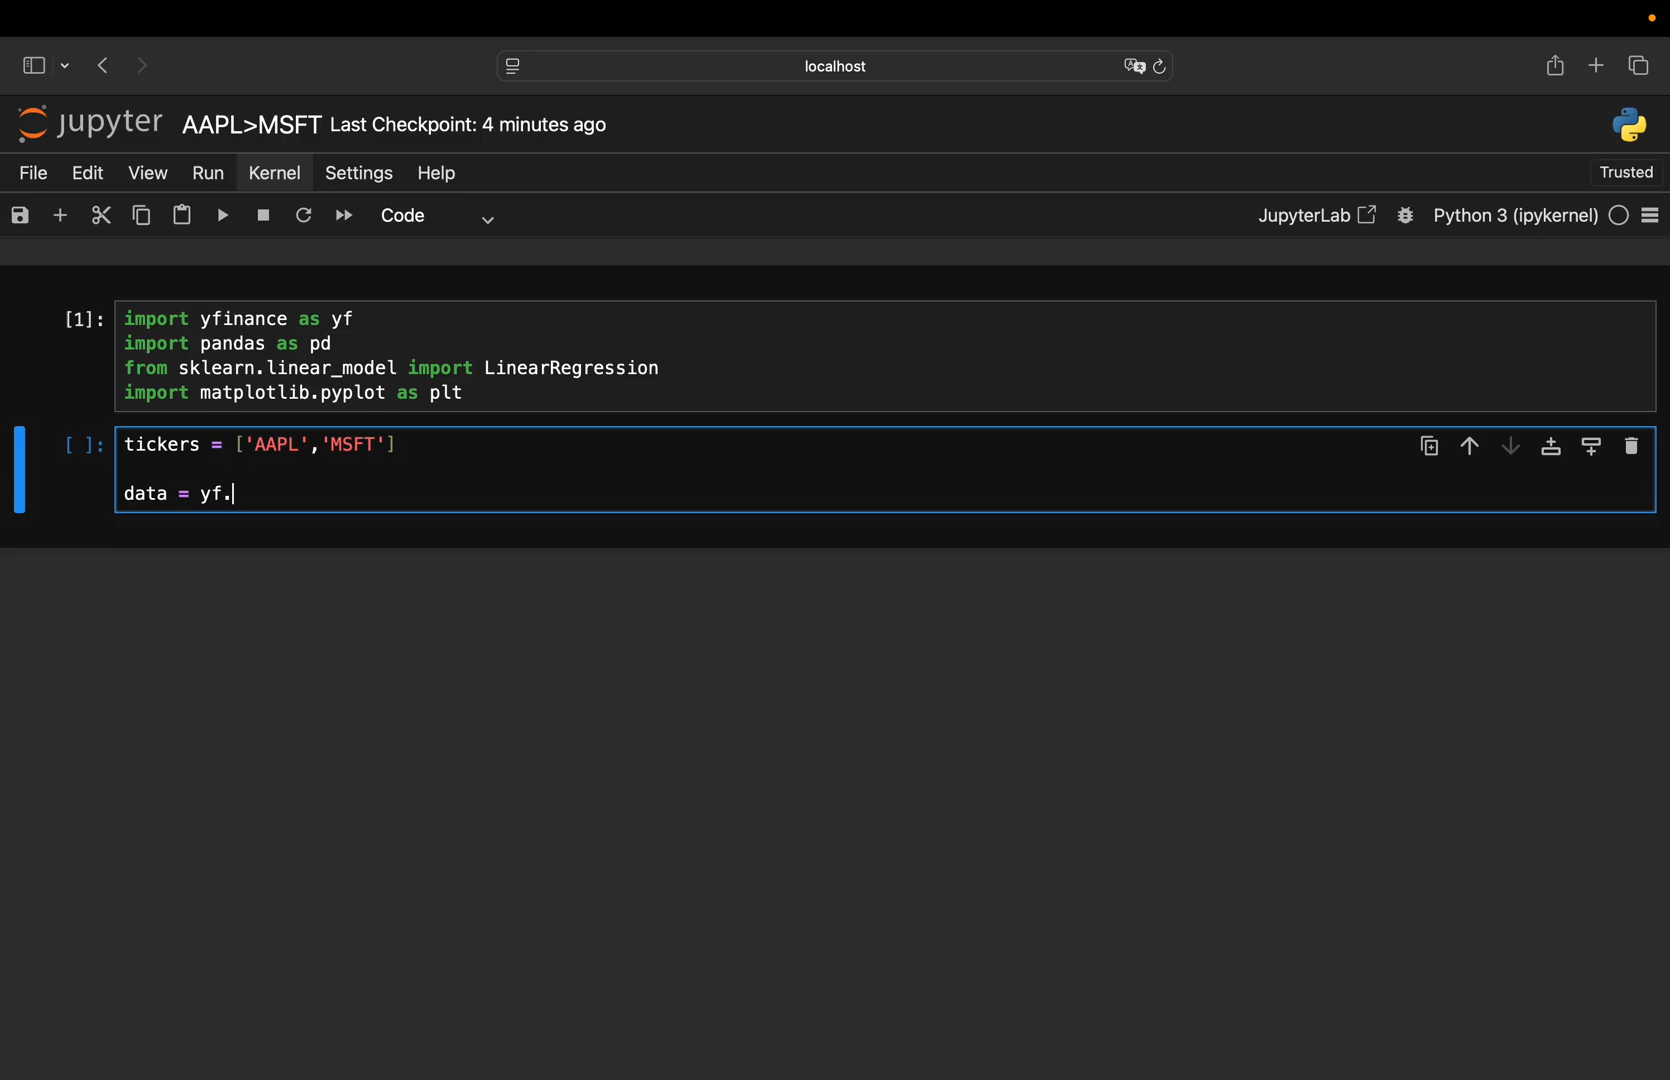 localhost
jupyter AAPL>MSFT Last Checkpoint: 4 minutes ago
File Edit View Run Kernel Settings Help Trusted
Code JupyterLab Python 3 (ipykernel)
[1]: import yfinance as yf
import pandas as pd
from sklearn.linear_model import LinearRegression
import matplotlib.pyplot as plt
[ ]: tickers = ['AAPL','MSFT']
data = yf.